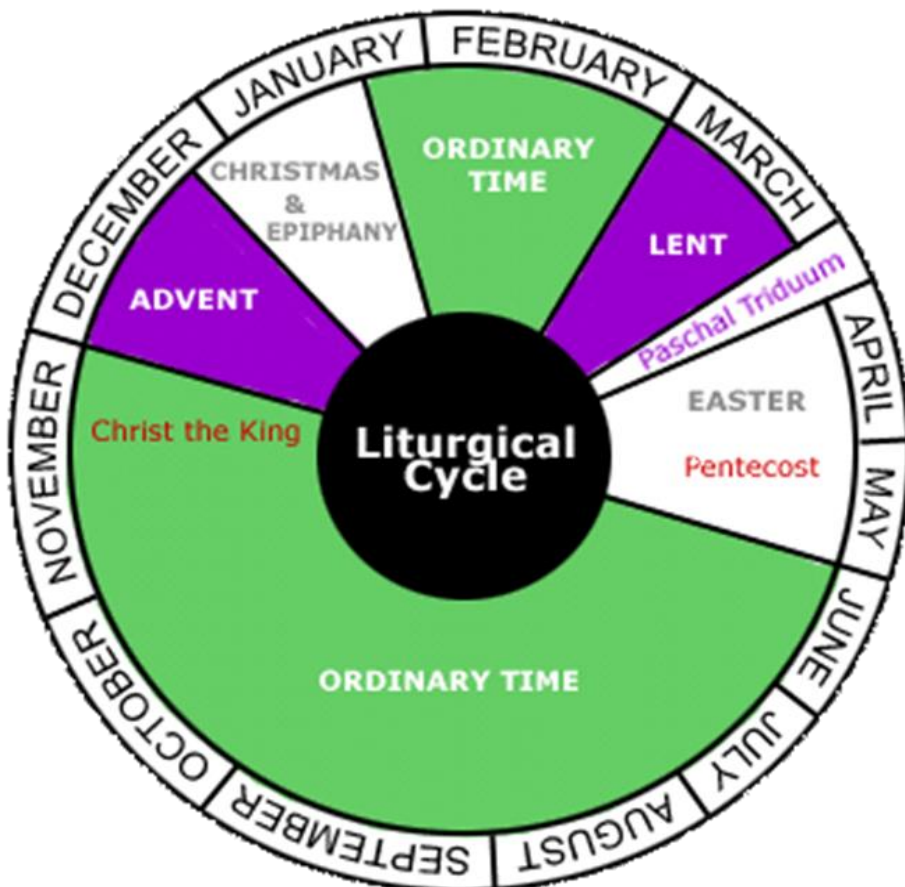 JANUARY
FEBRUARY
MARCH
APRIL
MAY
JUNE
JULY
AUGUST
SEPTEMBER
OCTOBER
NOVEMBER
DECEMBER
CHRISTMAS
&
EPIPHANY
ORDINARY
TIME
LENT
Paschal Triduum
EASTER
Pentecost
ORDINARY TIME
Christ the King
ADVENT
Liturgical
Cycle